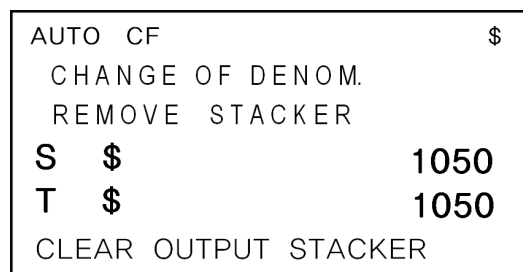 AUTO CF $
CHANGE OF DENOM.
REMOVE STACKER
S $ 1050
T $ 1050
CLEAR OUTPUT STACKER